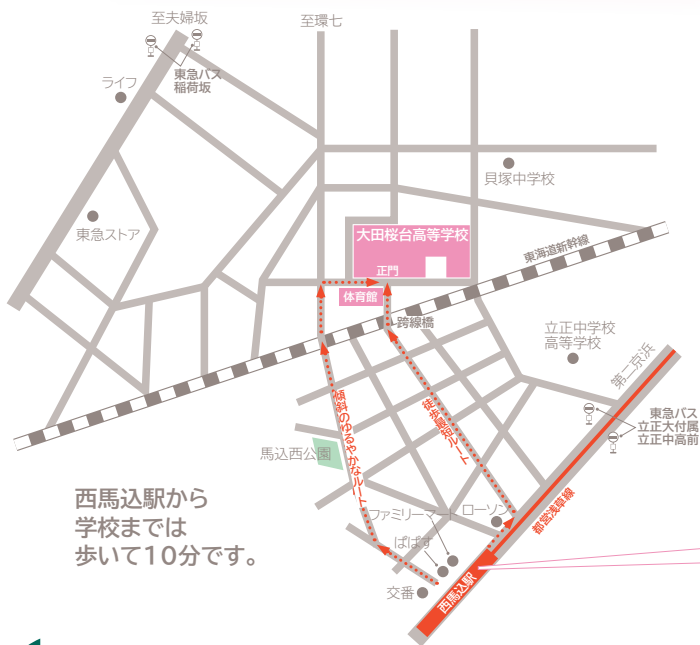 至夫婦坂
至環七
東急バス
稲荷坂
ライフ
貝塚中学校
東急ストア
大田桜台高等学校
正門
東海道新幹線
体育館
跨線橋
立正中学校
高等学校
第二京浜
東急バス
立正大付属
立正中高前
傾斜のゆるやかなルート
徒歩最短ルート
馬込西公園
西馬込駅から
学校までは
歩いて10分です。
ファミリーマート
ローソン
都営浅草線
ぱぱす
交番
西馬込駅